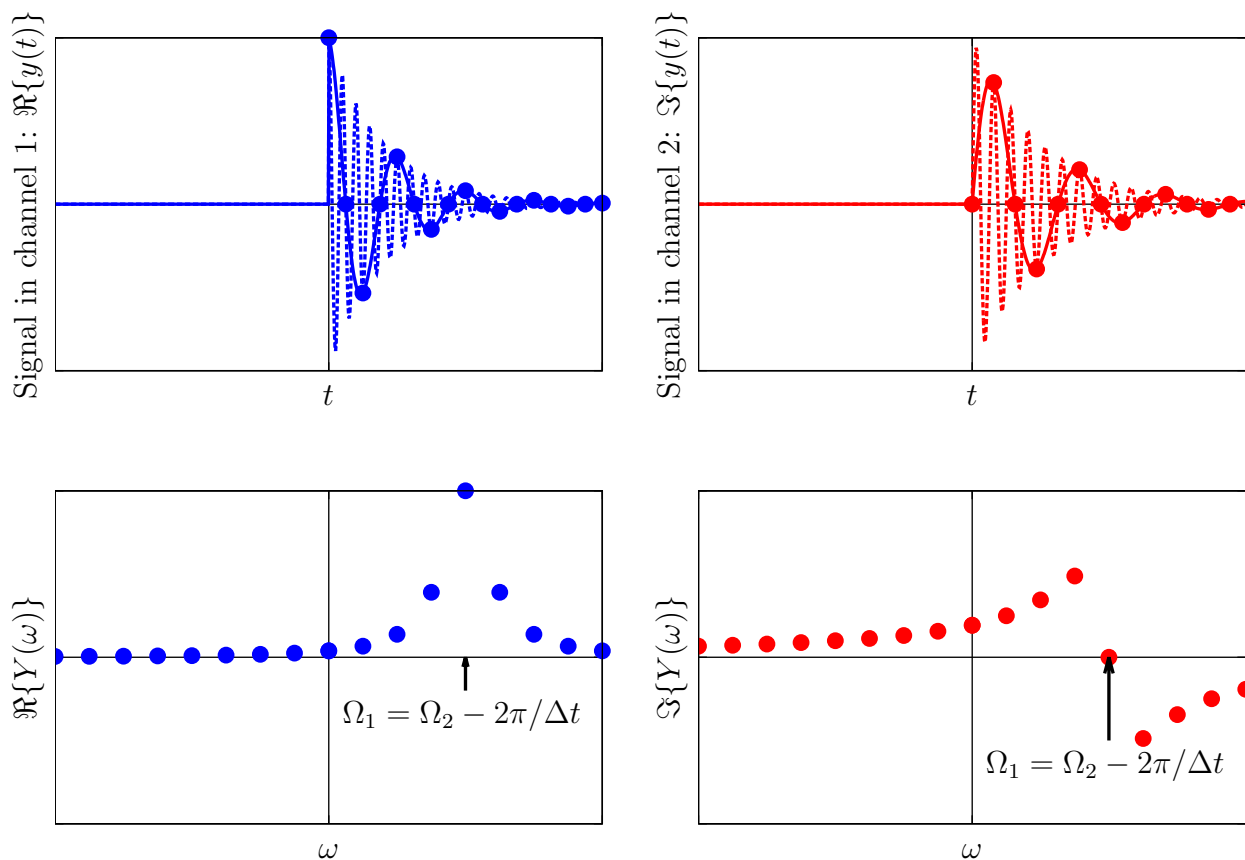 Signal in channel 1: ℜ{y(t)}
t
Signal in channel 2: ℑ{y(t)}
t
ℜ{Y(ω)}
Ω₁ = Ω₂ − 2π/Δt
ω
ℑ{Y(ω)}
Ω₁ = Ω₂ − 2π/Δt
ω